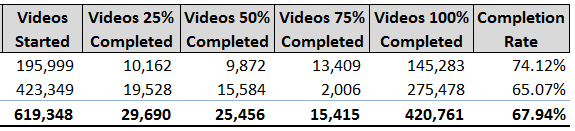 Videos Started Videos 25% Completed Videos 50% Completed Videos 75% Completed Videos 100% Completed Completion Rate
195,999 10,162 9,872 13,409 145,283 74.12%
423,349 19,528 15,584 2,006 275,478 65.07%
619,348 29,690 25,456 15,415 420,761 67.94%